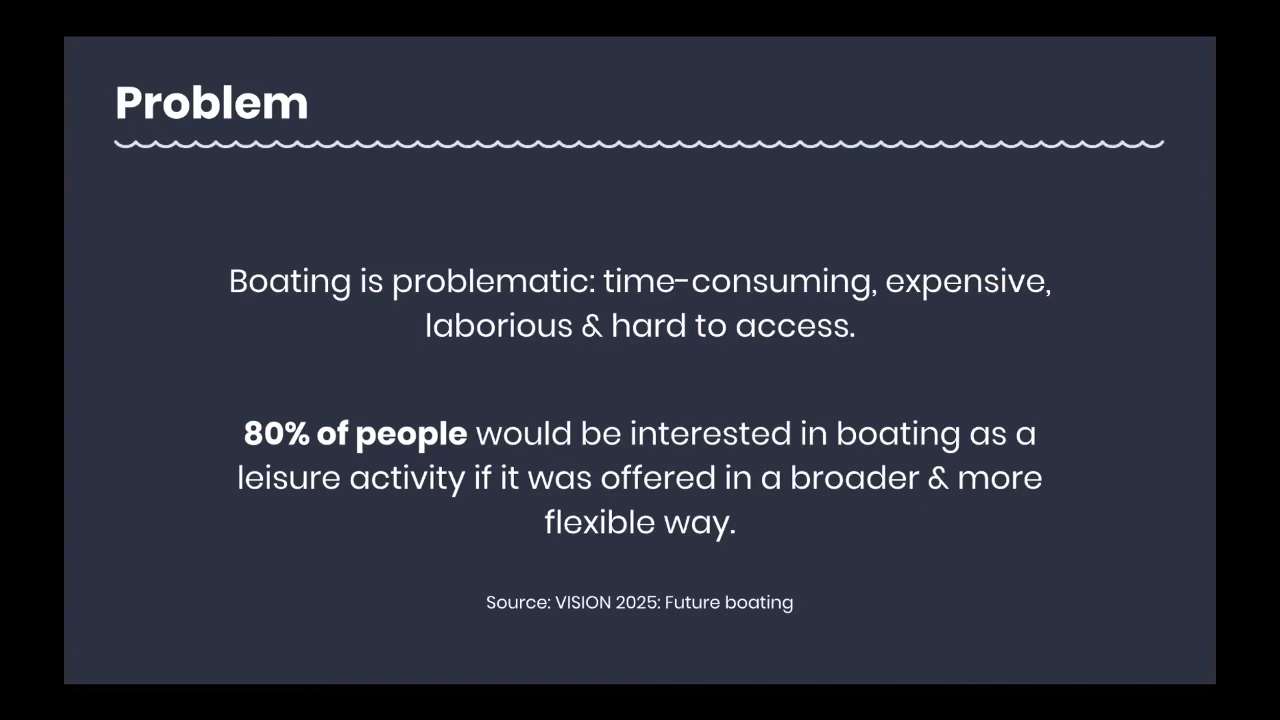 Problem
Boating is problematic: time-consuming, expensive,
laborious & hard to access.
80% of people would be interested in boating as a
leisure activity if it was offered in a broader & more
flexible way.
Source: VISION 2025: Future boating